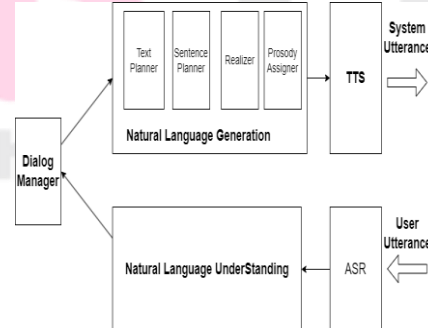 System
Utterance
Text
Planner
Sentence
Planner
Realizer
Prosody
Assigner
TTS
Natural Language Generation
Dialog
Manager
User
Utterance
Natural Language UnderStanding
ASR